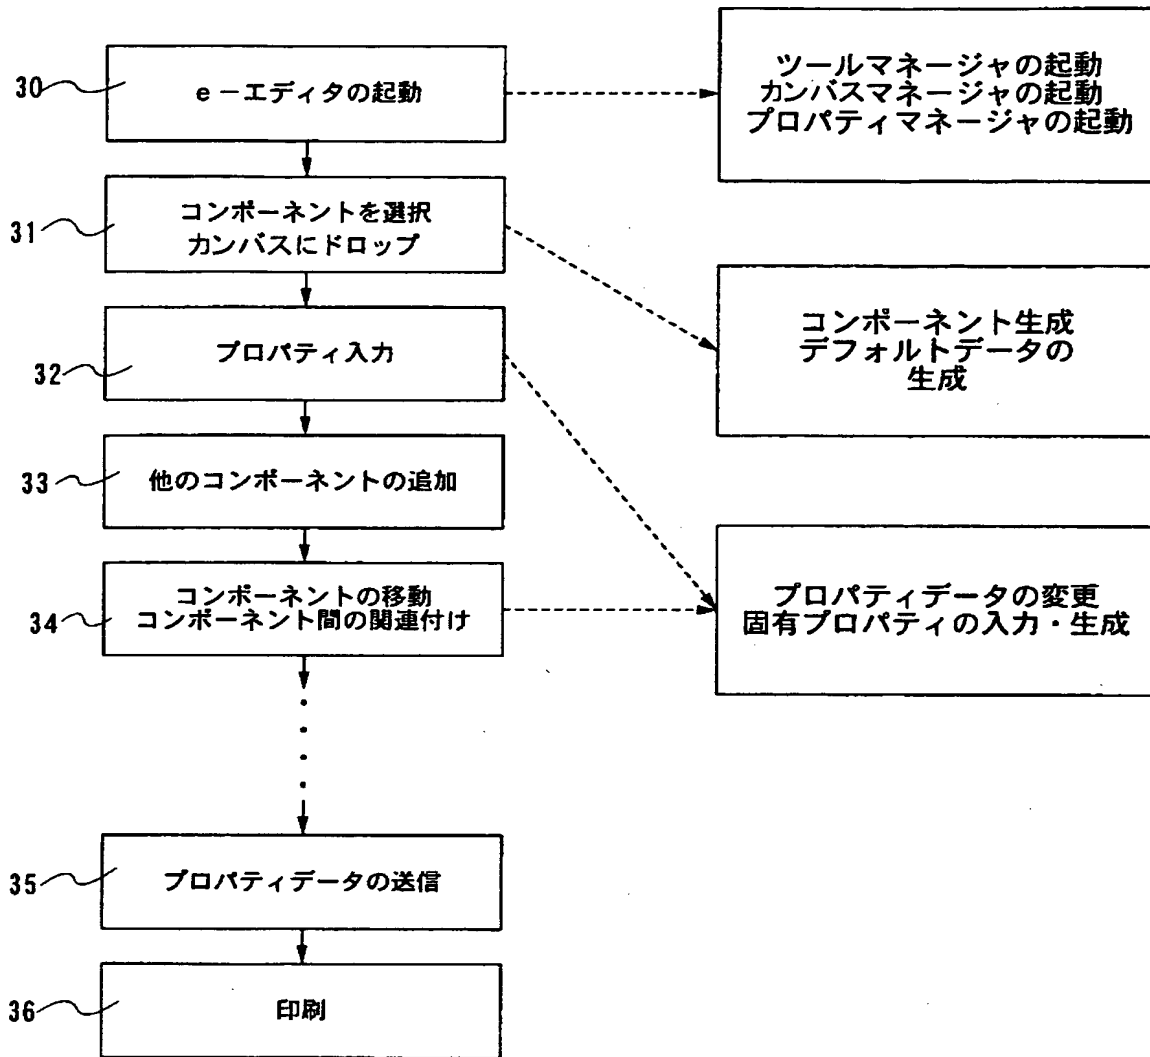 30
e－エディタの起動
ツールマネージャの起動
カンバスマネージャの起動
プロパティマネージャの起動
31
コンポーネントを選択
カンバスにドロップ
コンポーネント生成
デフォルトデータの
生成
32
プロパティ入力
33
他のコンポーネントの追加
34
コンポーネントの移動
コンポーネント間の関連付け
プロパティデータの変更
固有プロパティの入力・生成
35
プロパティデータの送信
36
印刷